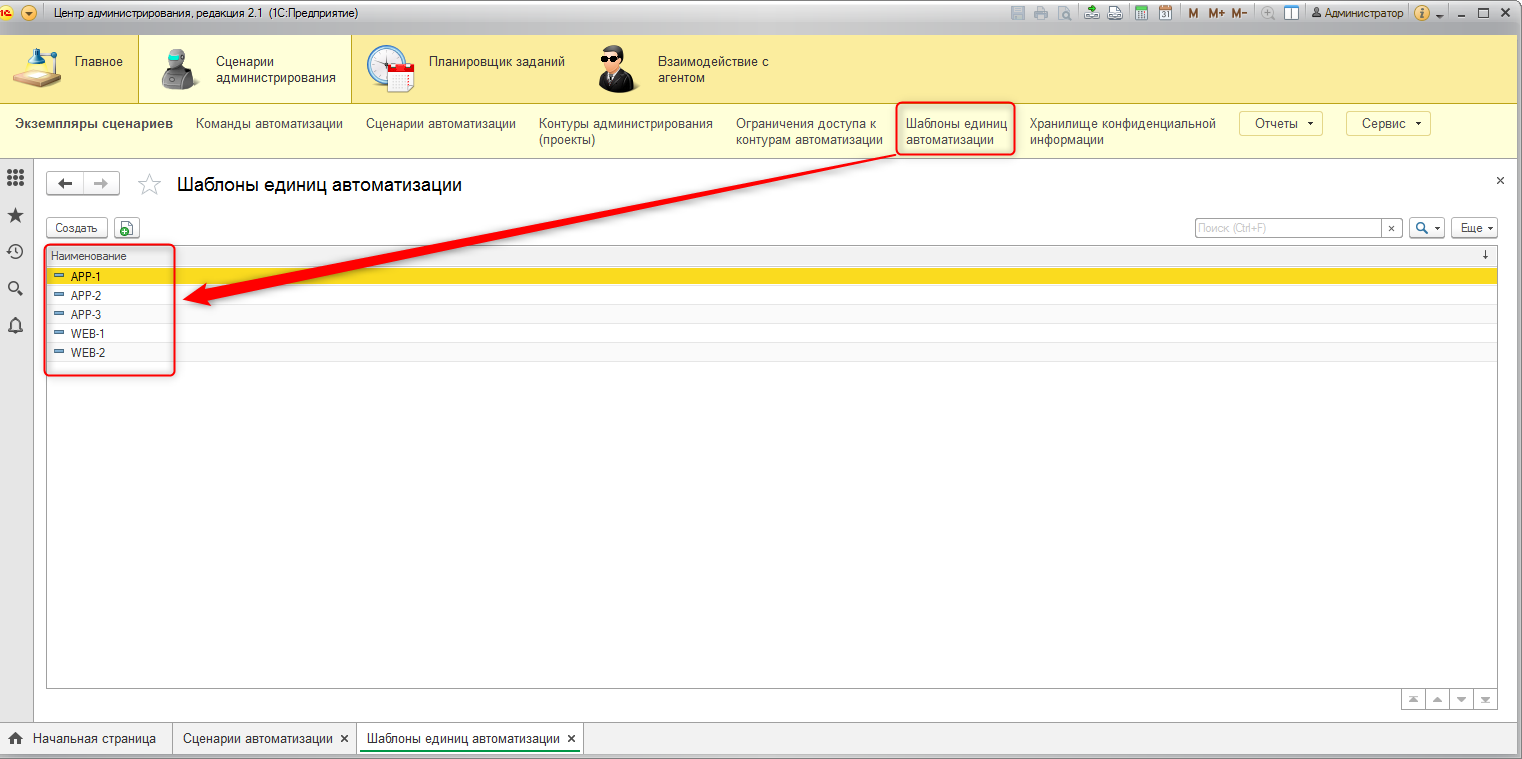 Центр администрирования, редакция 2.1 (1С:Предприятие)
M M+ M- Администратор
31
Главное
Сценарии
администрирования
Планировщик заданий
Взаимодействие с
агентом
Экземпляры сценариев
Команды автоматизации
Сценарии автоматизации
Контуры администрирования
(проекты)
Ограничения доступа к
контурам автоматизации
Шаблоны единиц
автоматизации
Хранилище конфиденциальной
информации
Отчеты
Сервис
Шаблоны единиц автоматизации
Создать
Поиск (Ctrl+F)
Еще
Наименование
APP-1
APP-2
APP-3
WEB-1
WEB-2
Начальная страница
Сценарии автоматизации
Шаблоны единиц автоматизации